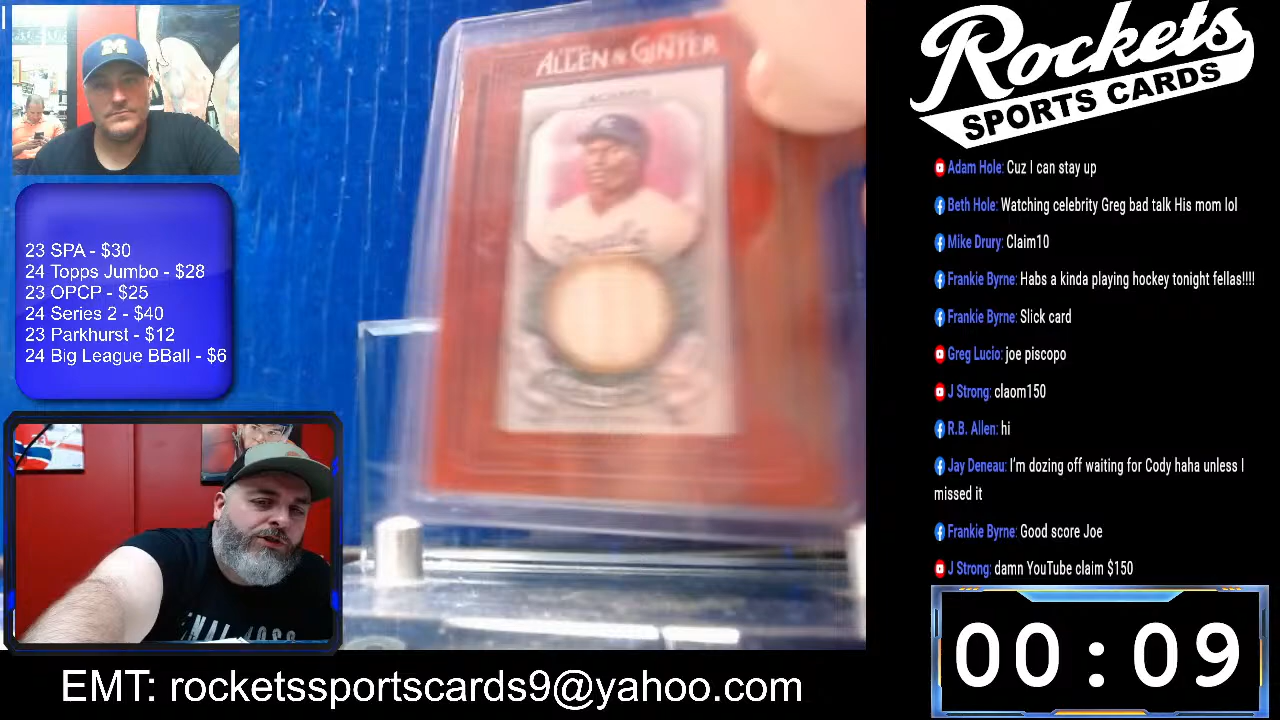 ALLEN & GINTER
Rockets
SPORTS CARDS
23 SPA - $30
24 Topps Jumbo - $28
23 OPCP - $25
24 Series 2 - $40
23 Parkhurst - $12
24 Big League BBall - $6
Adam Hole: Cuz I can stay up
Beth Hole: Watching celebrity Greg bad talk His mom lol
Mike Drury: Claim10
Frankie Byrne: Habs a kinda playing hockey tonight fellas!!!!
Frankie Byrne: Slick card
Greg Lucio: joe piscopo
J Strong: claom150
R.B. Allen: hi
Jay Deneau: I'm dozing off waiting for Cody haha unless I
missed it
Frankie Byrne: Good score Joe
J Strong: damn YouTube claim $150
00:09
EMT: rocketssportscards9@yahoo.com